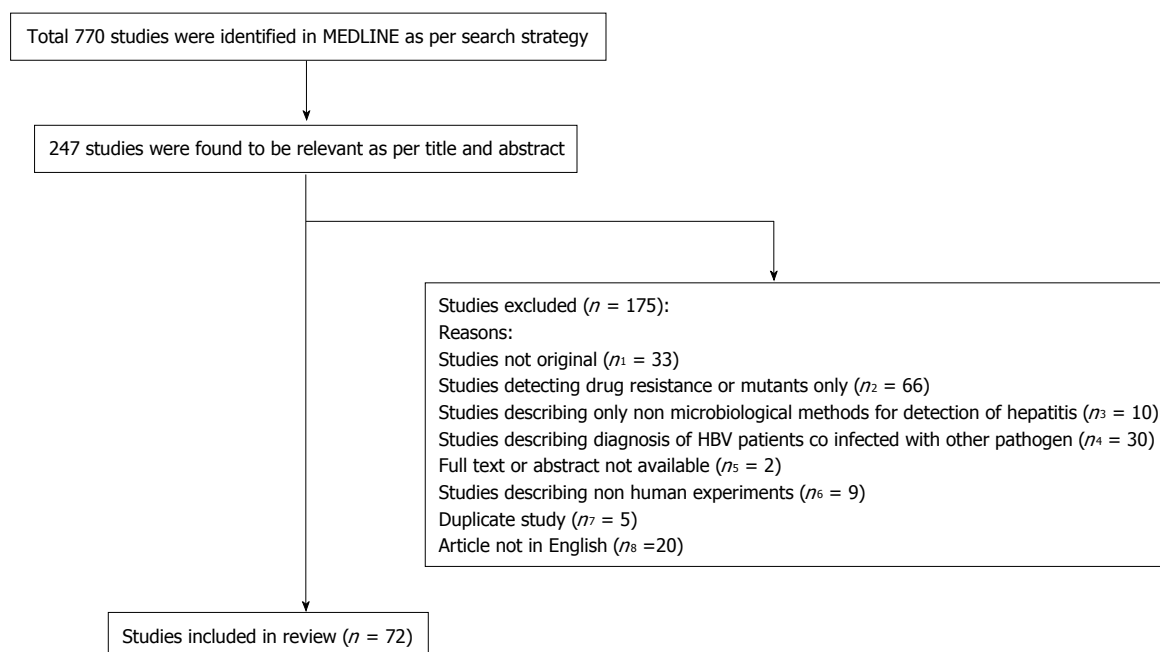 Total 770 studies were identified in MEDLINE as per search strategy
247 studies were found to be relevant as per title and abstract
Studies excluded (n = 175):
Reasons:
Studies not original (n₁ = 33)
Studies detecting drug resistance or mutants only (n₂ = 66)
Studies describing only non microbiological methods for detection of hepatitis (n₃ = 10)
Studies describing diagnosis of HBV patients co infected with other pathogen (n₄ = 30)
Full text or abstract not available (n₅ = 2)
Studies describing non human experiments (n₆ = 9)
Duplicate study (n₇ = 5)
Article not in English (n₈ =20)
Studies included in review (n = 72)